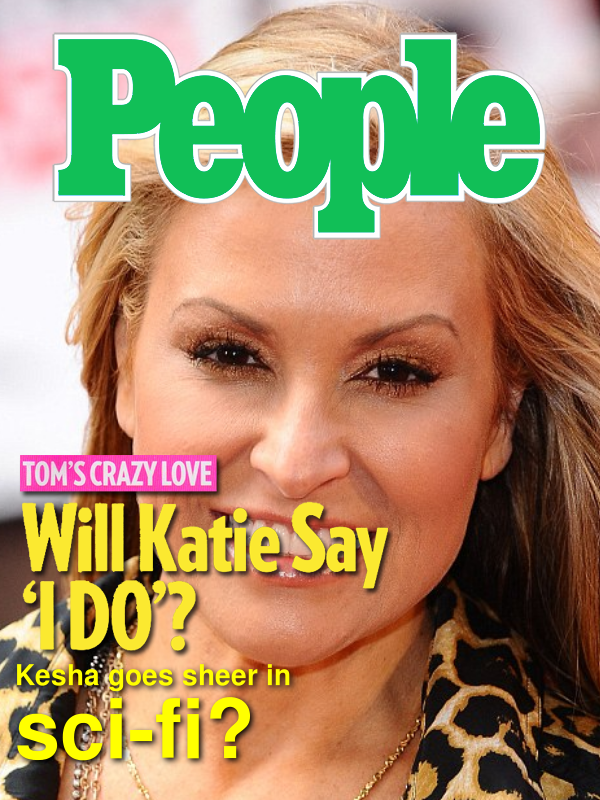 People
TOM'S CRAZY LOVE
Will Katie Say
'I DO'?
Kesha goes sheer in
sci-fi?